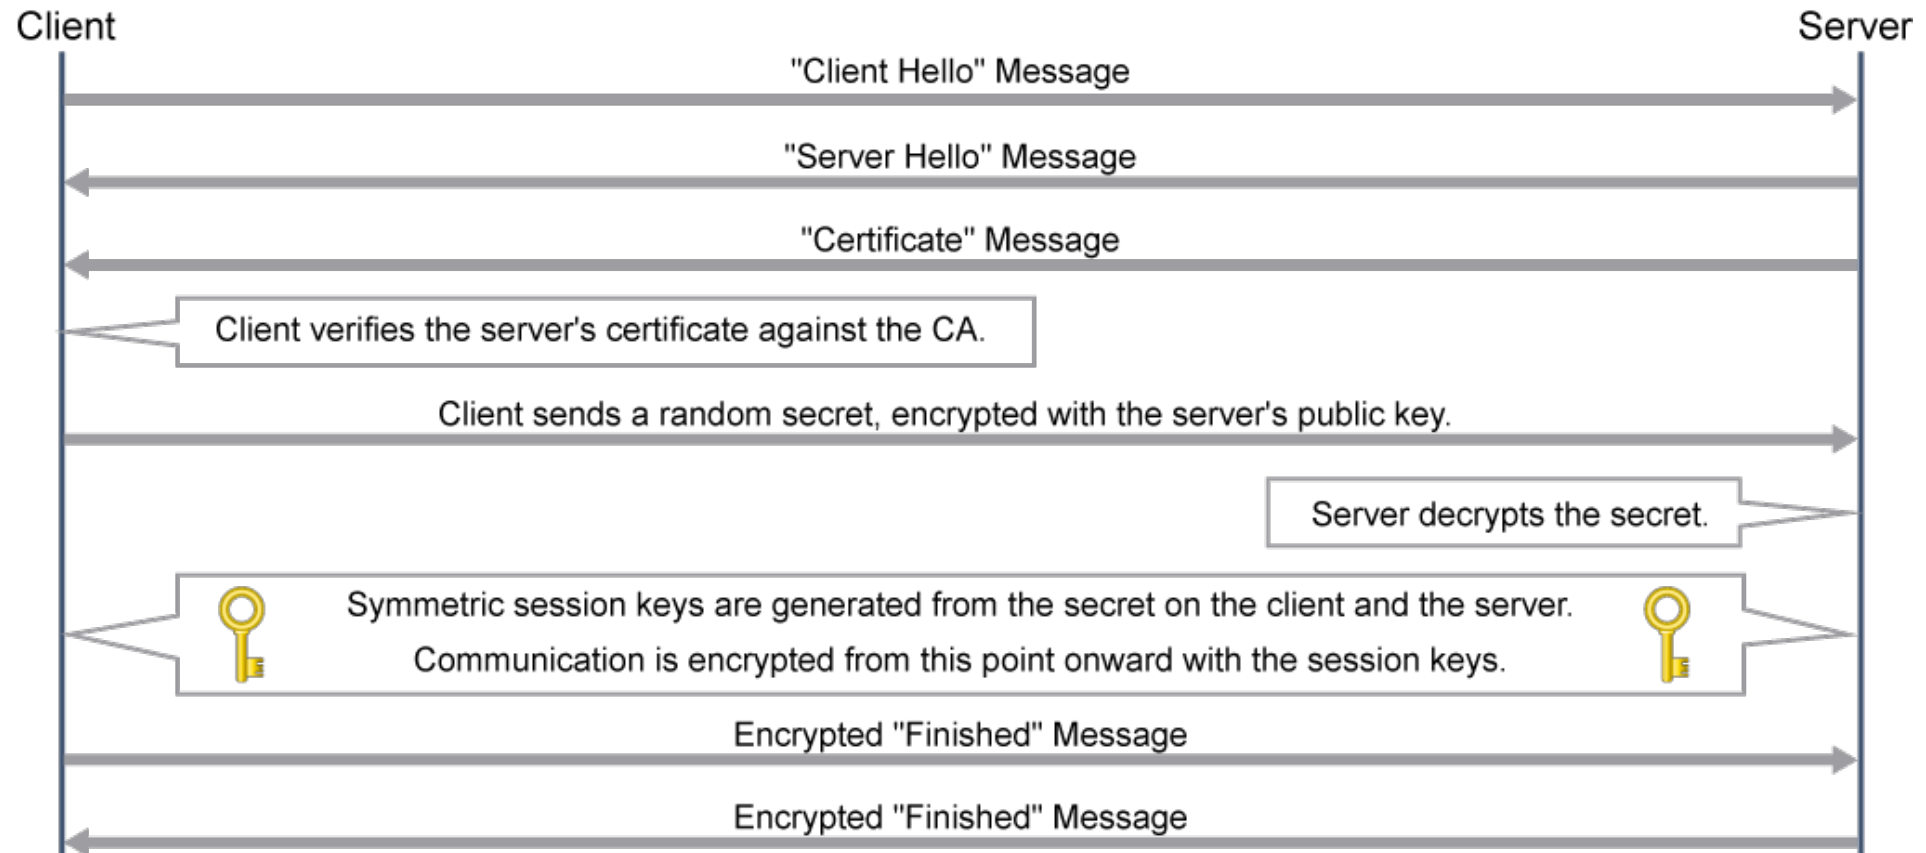 Client
Server
"Client Hello" Message
"Server Hello" Message
"Certificate" Message
Client verifies the server's certificate against the CA.
Client sends a random secret, encrypted with the server's public key.
Server decrypts the secret.
Symmetric session keys are generated from the secret on the client and the server.
Communication is encrypted from this point onward with the session keys.
Encrypted "Finished" Message
Encrypted "Finished" Message